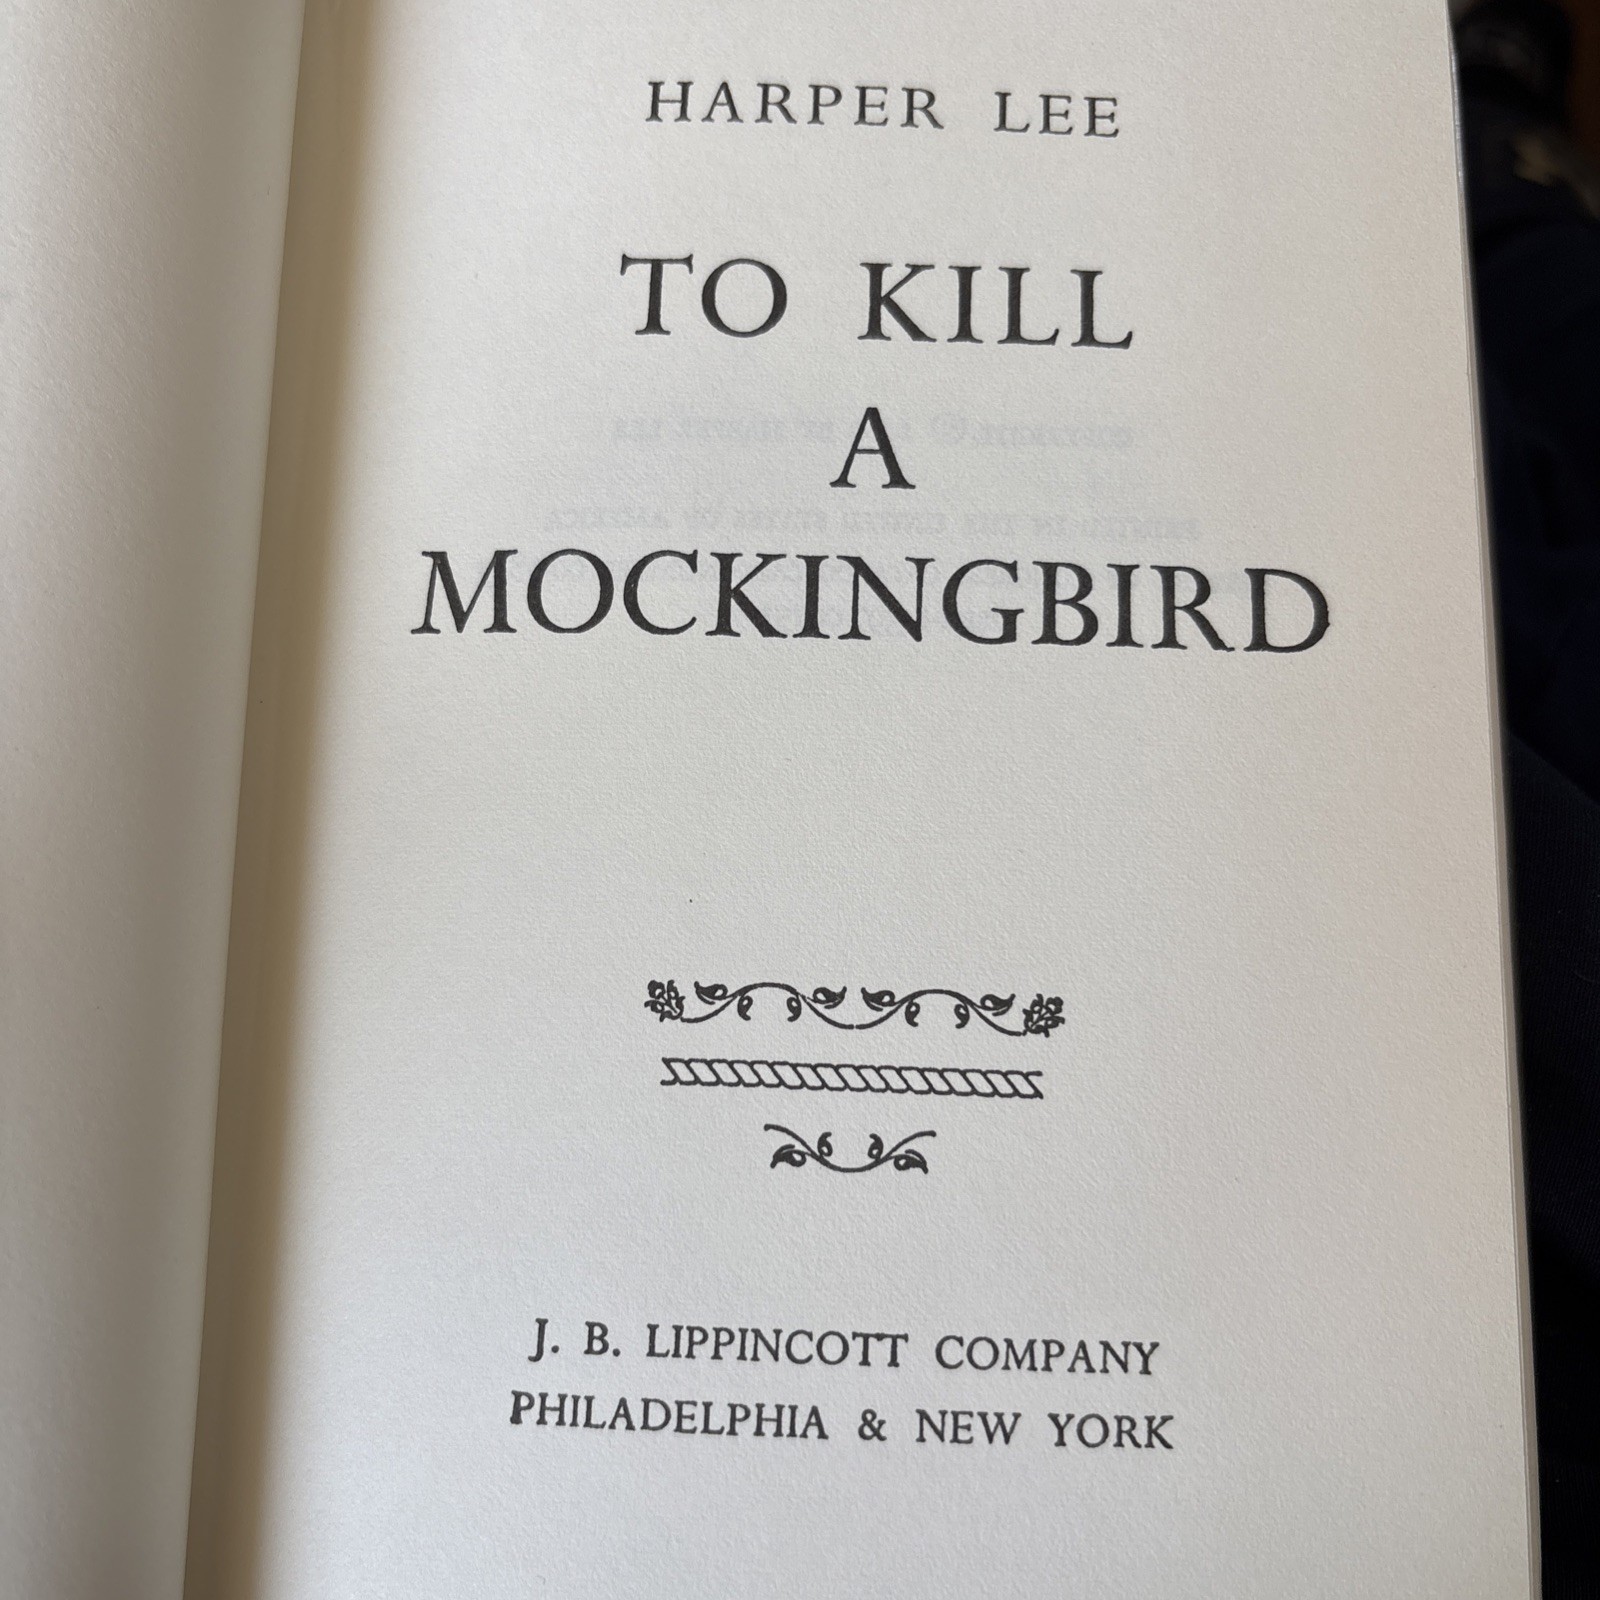 HARPER LEE
TO KILL
A
MOCKINGBIRD
J. B. LIPPINCOTT COMPANY
PHILADELPHIA & NEW YORK